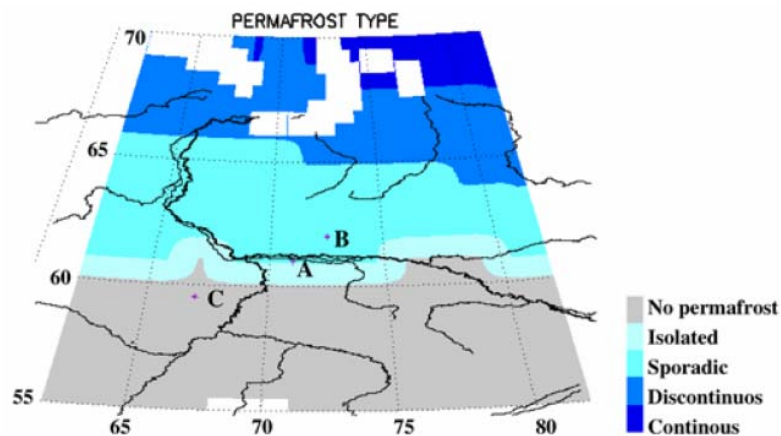 PERMAFROST TYPE
70
65
B
A
60
C
No permafrost
Isolated
Sporadic
Discontinuos
Continous
55
65
70
75
80